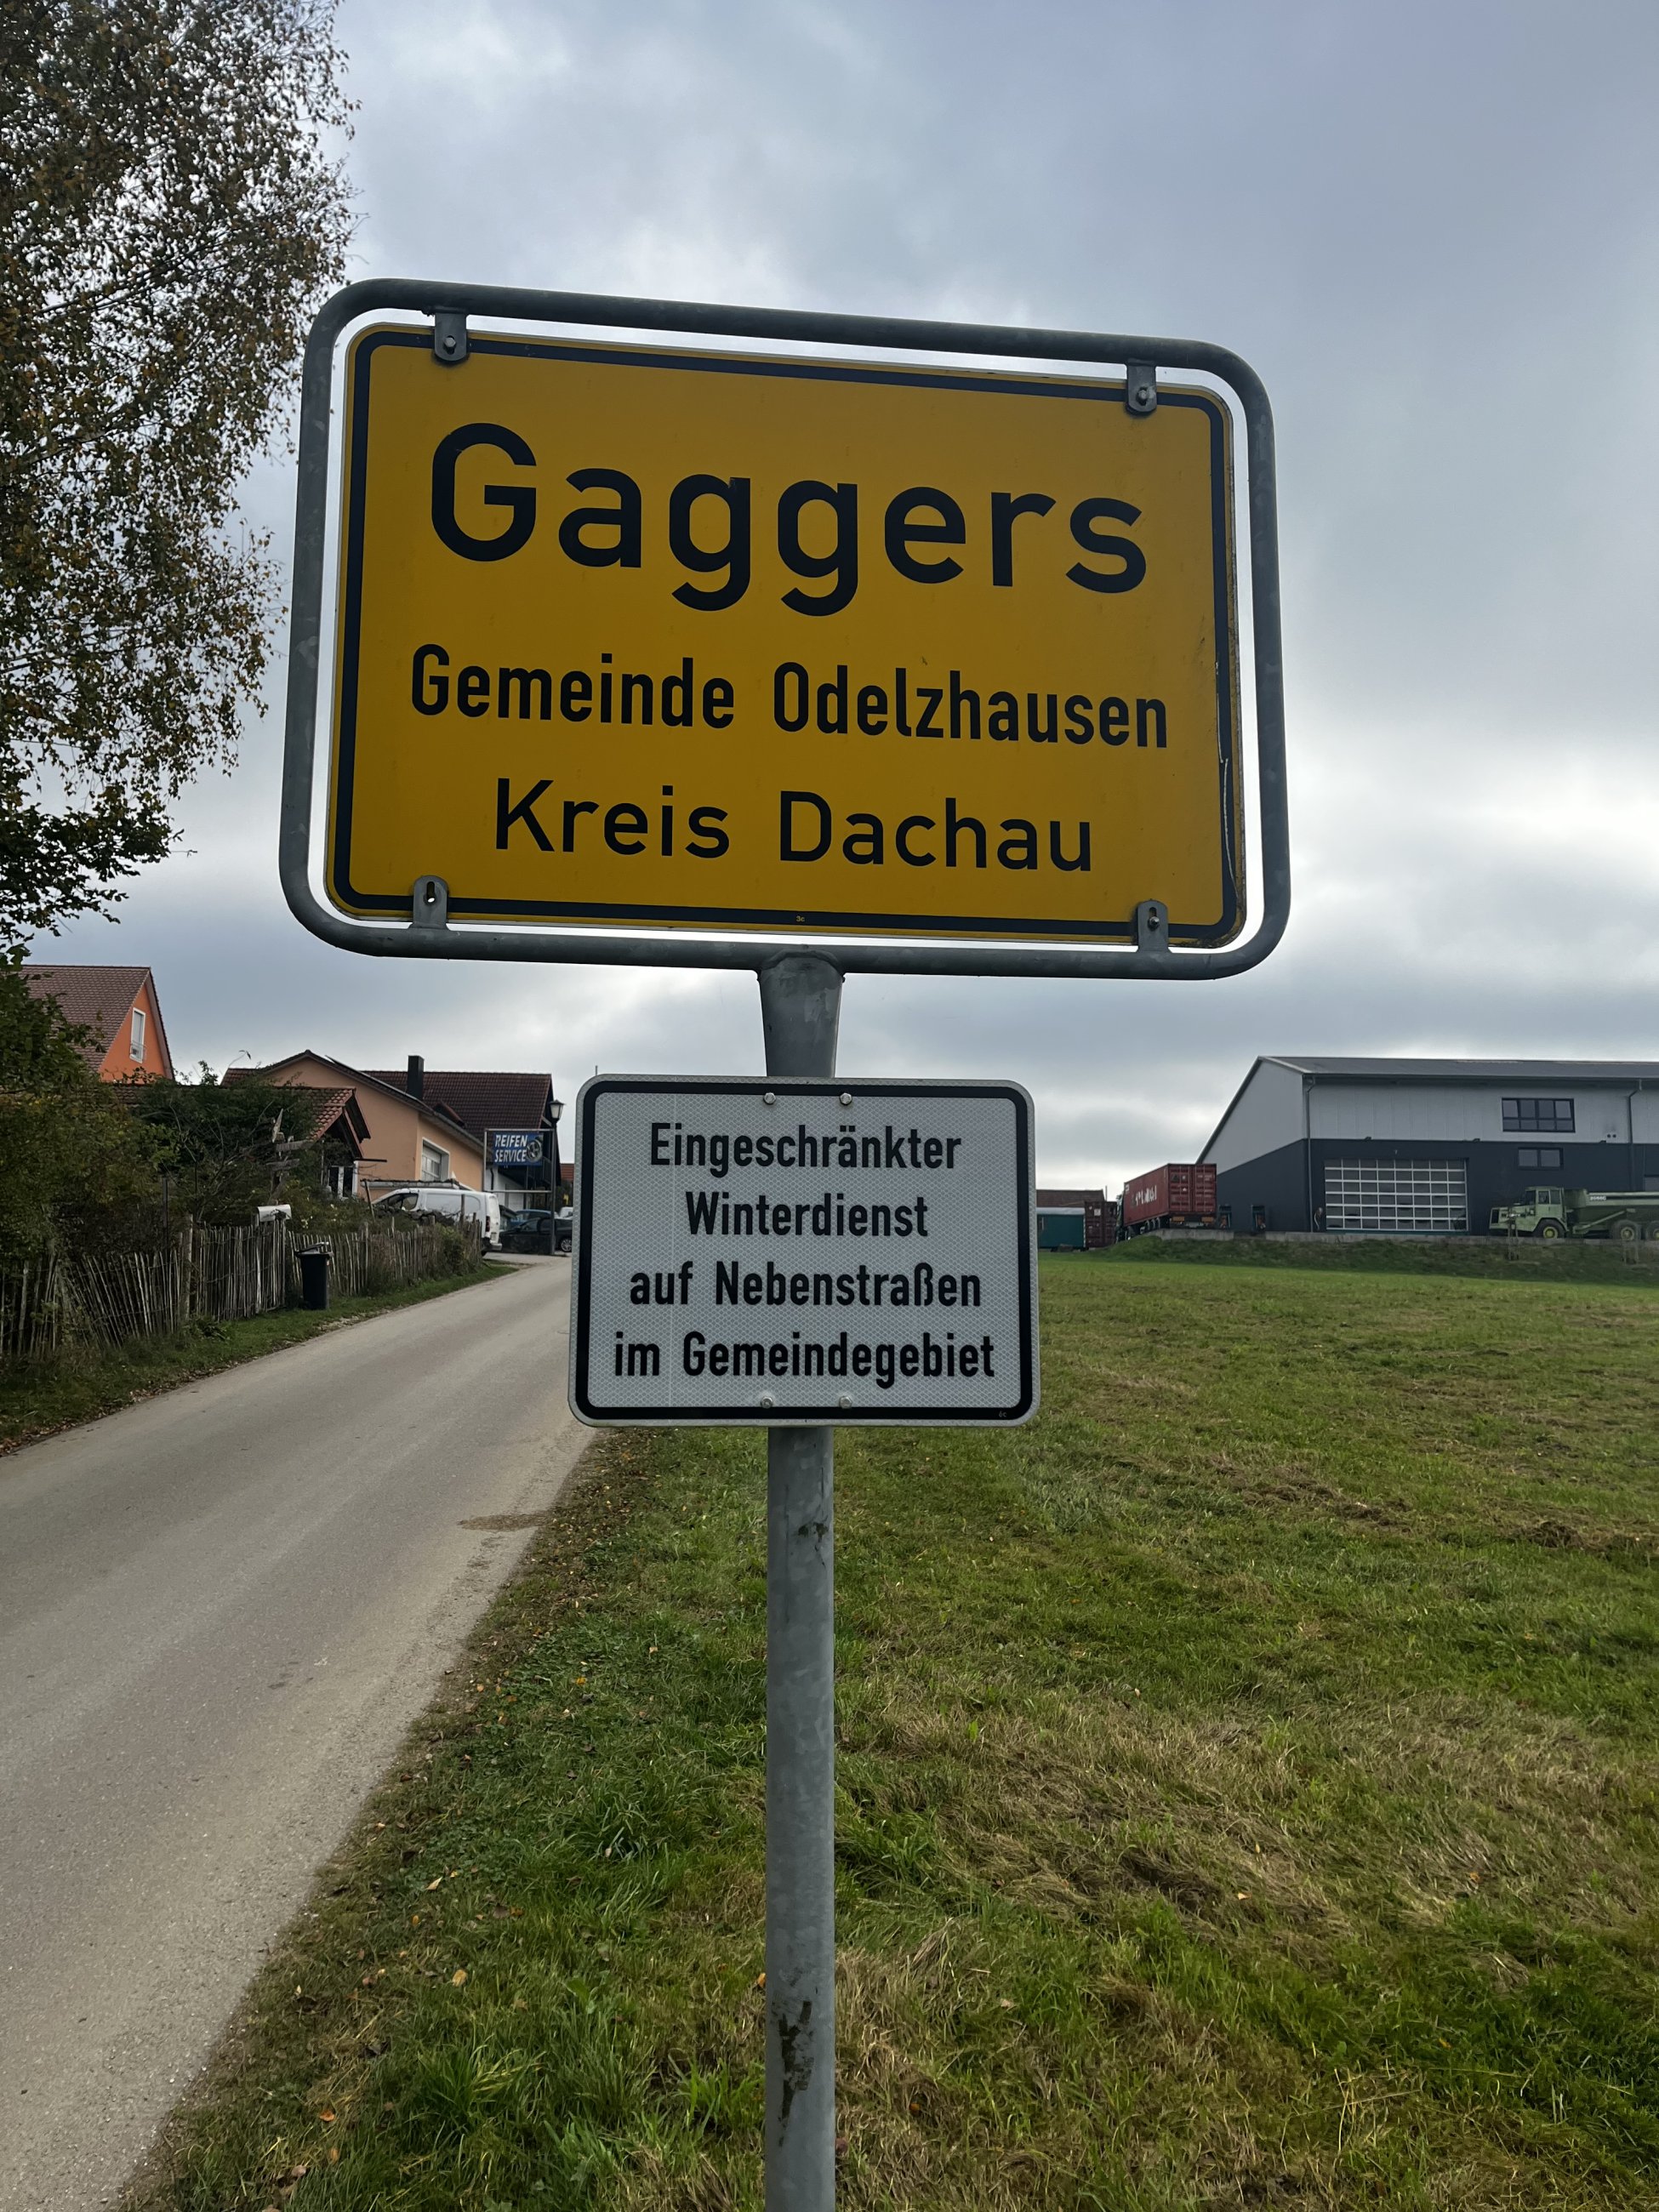 Gaggers
Gemeinde Odelzhausen
Kreis Dachau
REIFEN
SERVICE
Eingeschränkter
Winterdienst
auf Nebenstraßen
im Gemeindegebiet